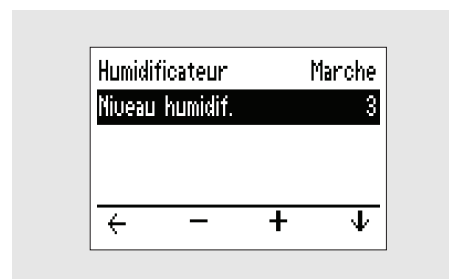 Humidificateur Marche
Niveau humidif. 3
← − + ↓